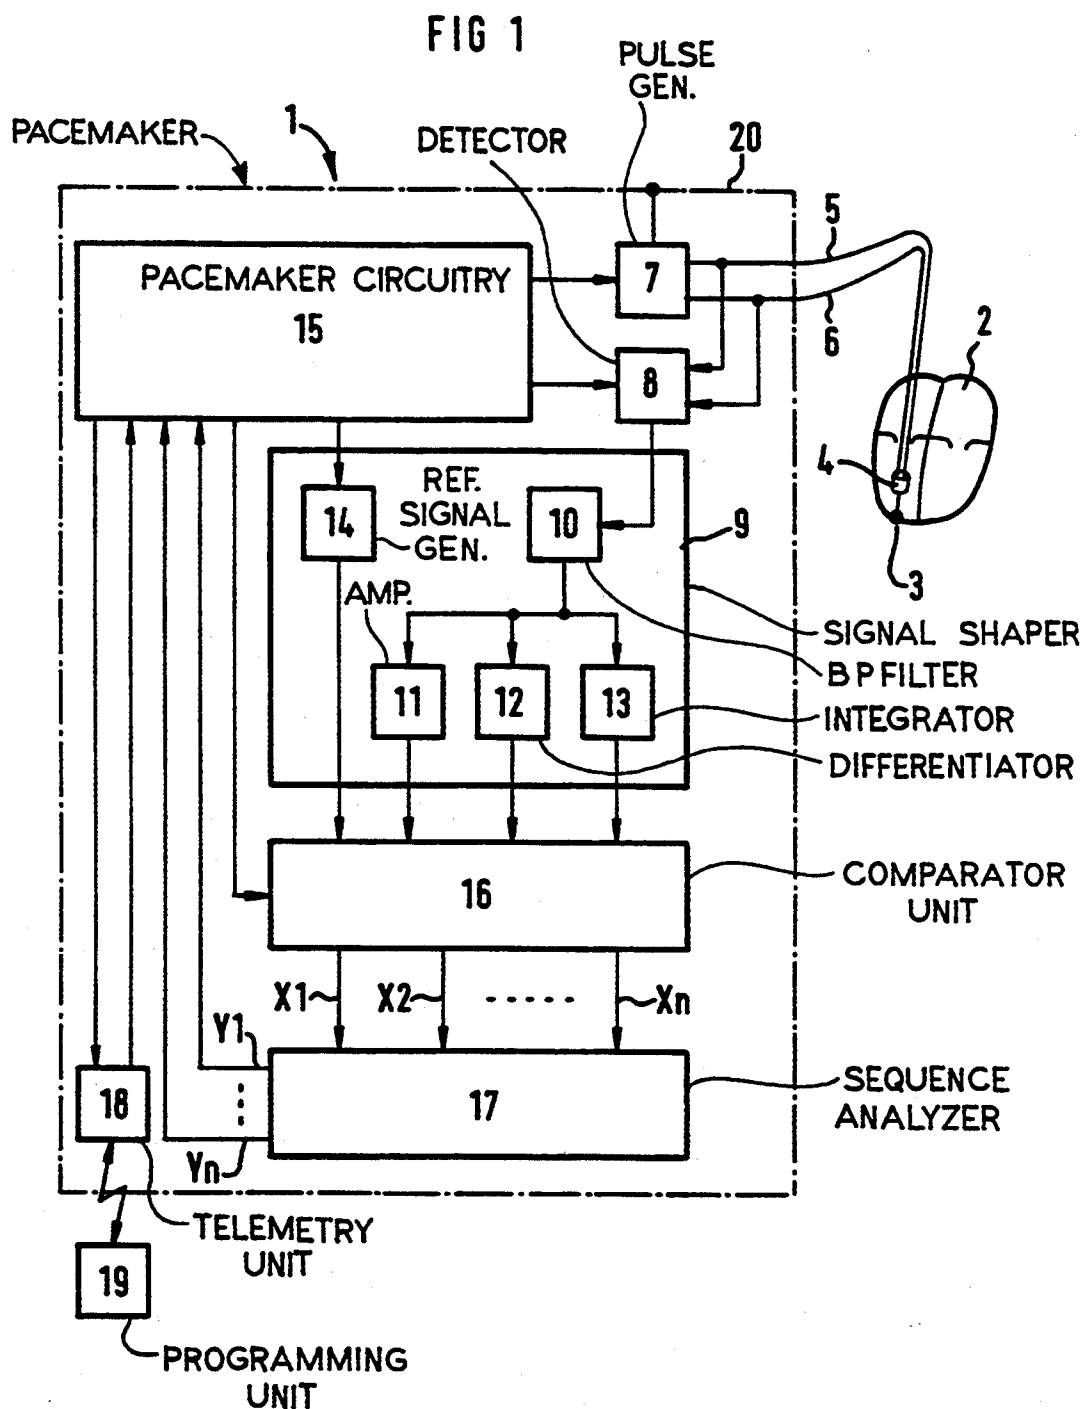 FIG 1
PULSE
GEN.
PACEMAKER
1
DETECTOR
20
5
PACEMAKER CIRCUITRY
15
7
6
2
8
4
14
REF.
SIGNAL
GEN.
10
9
3
AMP.
SIGNAL SHAPER
BP FILTER
11
12
13
INTEGRATOR
DIFFERENTIATOR
16
COMPARATOR
UNIT
X1
X2
Xn
Y1
18
17
SEQUENCE
ANALYZER
Yn
TELEMETRY
UNIT
19
PROGRAMMING
UNIT